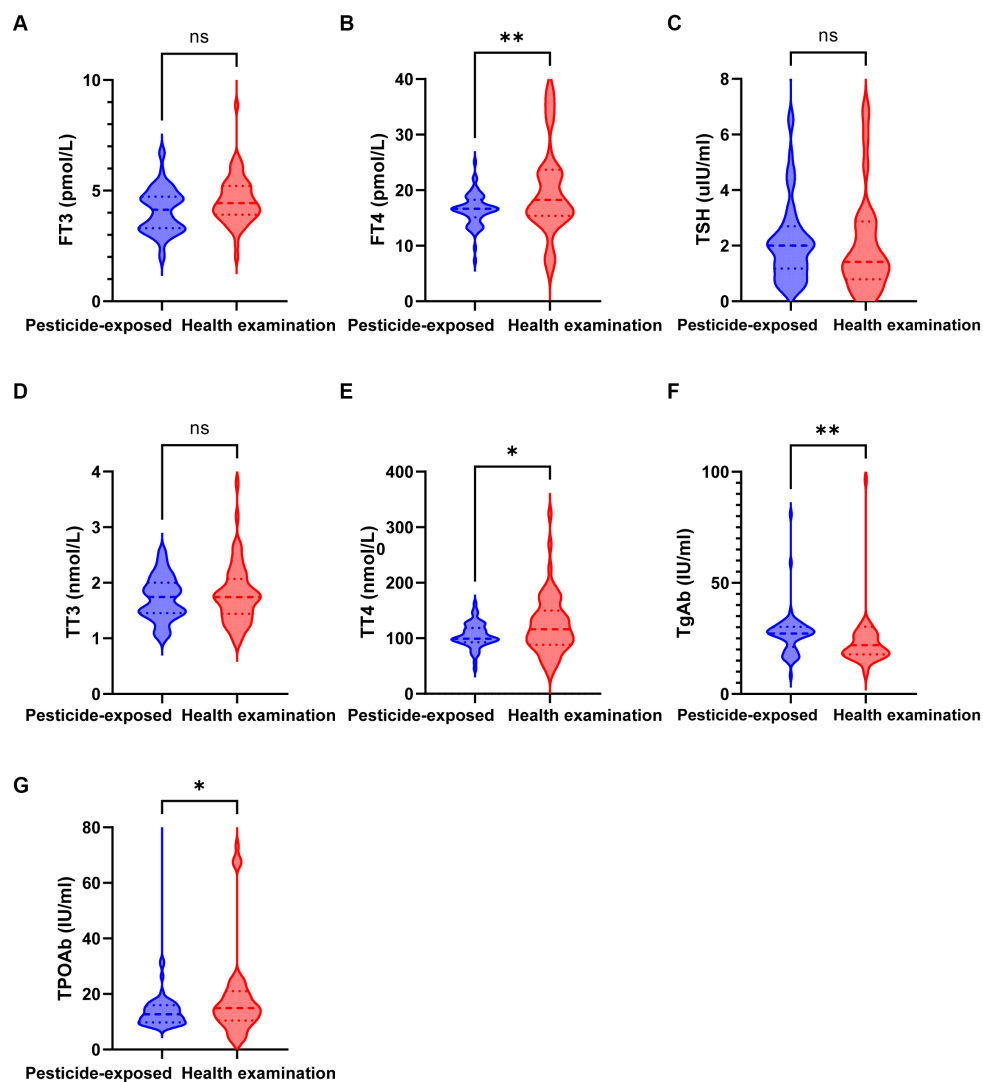 A
ns
FT3 (pmol/L)
10
5
0
Pesticide-exposed Health examination
B
**
FT4 (pmol/L)
40
30
20
10
0
Pesticide-exposed Health examination
C
ns
TSH (uIU/ml)
8
6
4
2
0
Pesticide-exposed Health examination
D
ns
TT3 (nmol/L)
4
3
2
1
0
Pesticide-exposed Health examination
E
*
TT4 (nmol/L)
0
400
300
200
100
0
Pesticide-exposed Health examination
F
**
TgAb (IU/ml)
100
50
0
Pesticide-exposed Health examination
G
*
TPOAb (IU/ml)
80
60
40
20
0
Pesticide-exposed Health examination